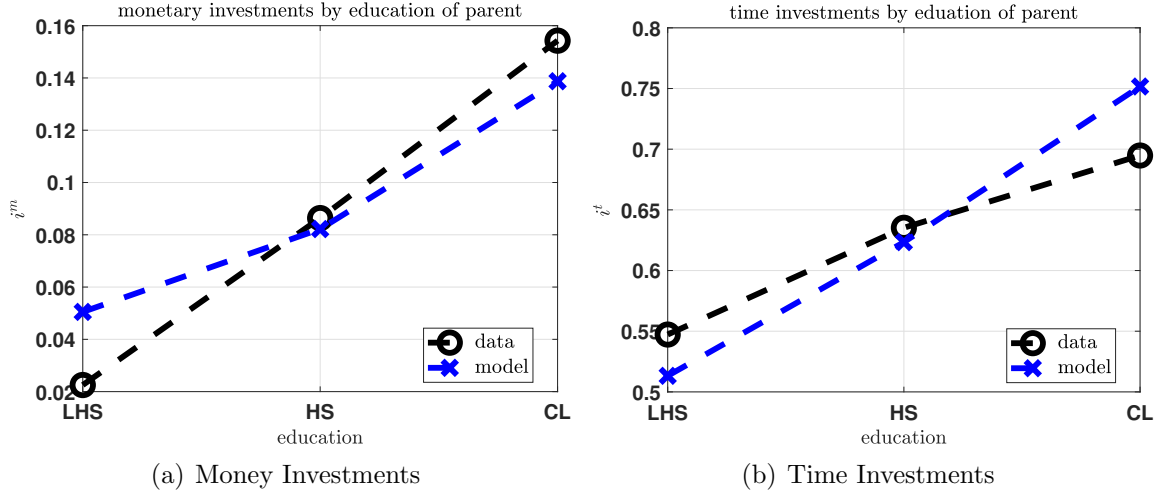 monetary investments by education of parent
0.16
0.14
0.12
0.1
0.08
0.06
0.04
0.02
i^m
data
model
LHS HS CL
education
(a) Money Investments
time investments by eduation of parent
0.8
0.75
0.7
0.65
0.6
0.55
0.5
i^t
data
model
LHS HS CL
education
(b) Time Investments